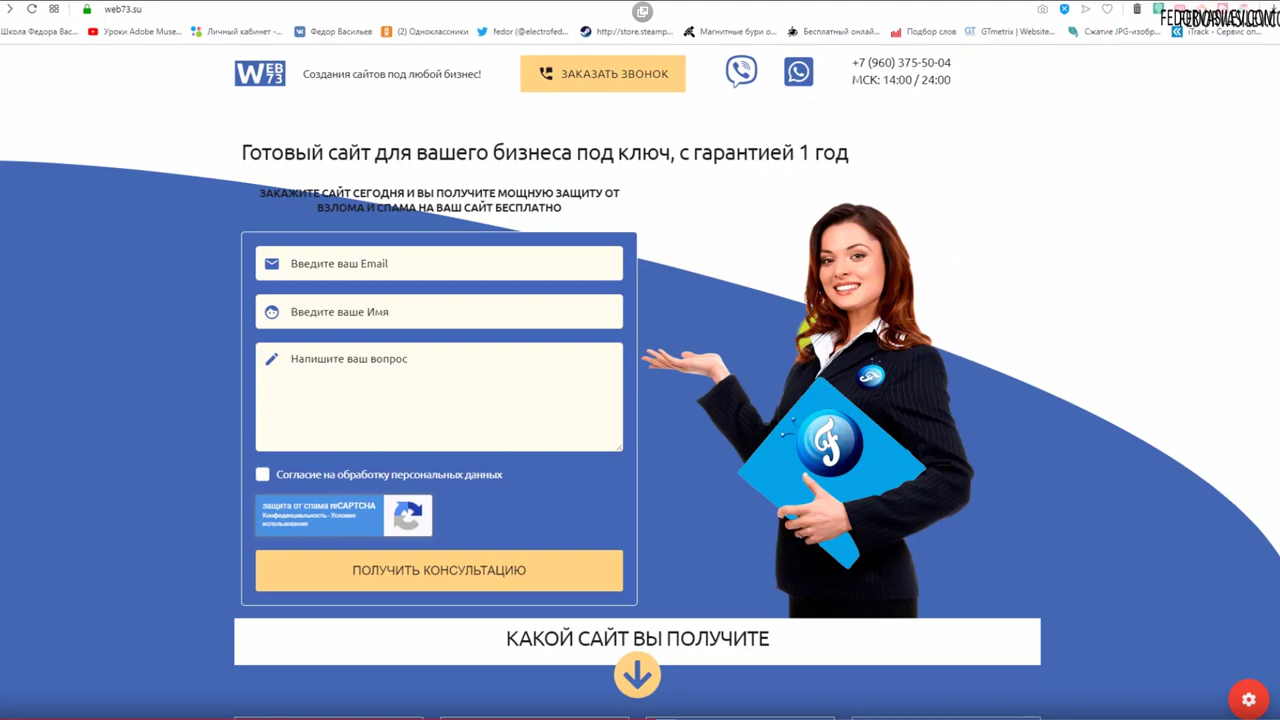 web73.su
FEDORVASILEV.COM
Школа Федора Вас...
Уроки Adobe Muse...
Личный кабинет -...
Федор Васильев
(2) Одноклассники
fedor (@electrofed...
http://store.steamp...
Магнитные бури о...
Бесплатный онлай...
Подбор слов
GTmetrix | Website...
Сжатие JPG-изобр...
iTrack - Сервис оп...
WEB
73
Создания сайтов под любой бизнес!
ЗАКАЗАТЬ ЗВОНОК
+7 (960) 375-50-04
МСК: 14:00 / 24:00
Готовый сайт для вашего бизнеса под ключ, с гарантией 1 год
ЗАКАЖИТЕ САЙТ СЕГОДНЯ И ВЫ ПОЛУЧИТЕ МОЩНУЮ ЗАЩИТУ ОТ
ВЗЛОМА И СПАМА НА ВАШ САЙТ БЕСПЛАТНО
Введите ваш Email
Введите ваше Имя
Напишите ваш вопрос
Согласие на обработку персональных данных
защита от спама reCAPTCHA
Конфиденциальность - Условия
использования
ПОЛУЧИТЬ КОНСУЛЬТАЦИЮ
КАКОЙ САЙТ ВЫ ПОЛУЧИТЕ